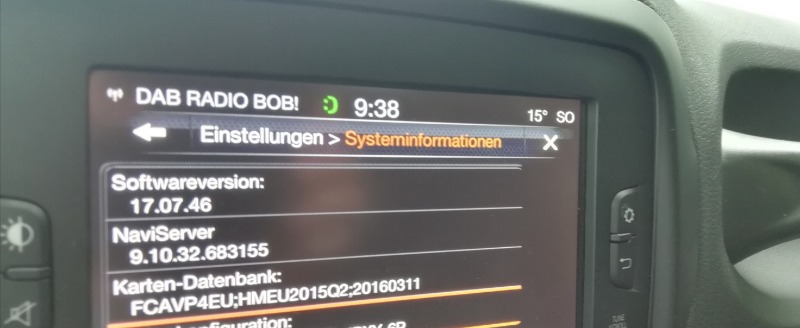 DAB RADIO BOB! 9:38 15° SO
Einstellungen > Systeminformationen X
Softwareversion:
17.07.46
NaviServer
9.10.32.683155
Karten-Datenbank:
FCAVP4EU;HMEU2015Q2;20160311